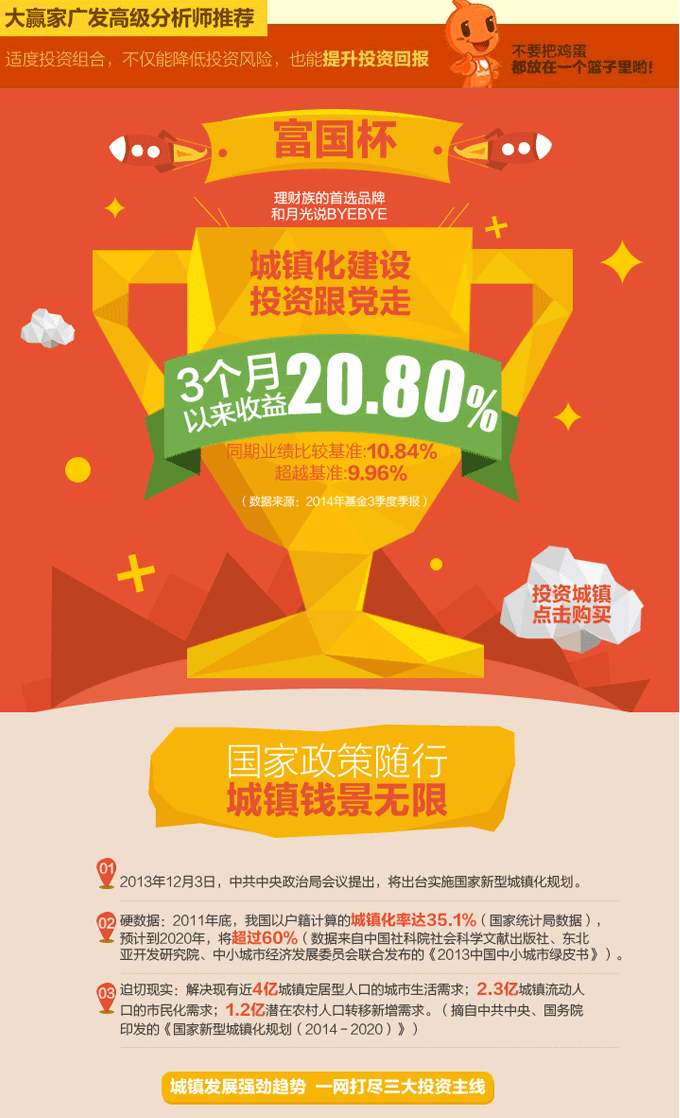 大赢家广发高级分析师推荐
适度投资组合，不仅能降低投资风险，也能提升投资回报
不要把鸡蛋
都放在一个篮子里哟！
富国杯
理财族的首选品牌
和月光说BYEBYE
城镇化建设
投资跟党走
3个月
以来收益20.80%
同期业绩比较基准:10.84%
超越基准:9.96%
（数据来源：2014年基金3季度季报）
投资城镇
点击购买
国家政策随行
城镇钱景无限
01
2013年12月3日，中共中央政治局会议提出，将出台实施国家新型城镇化规划。
02
硬数据：2011年底，我国以户籍计算的城镇化率达35.1%（国家统计局数据），
预计到2020年，将超过60%（数据来自中国社科院社会科学文献出版社、东北
亚开发研究院、中小城市经济发展委员会联合发布的《2013中国中小城市绿皮书》）。
03
迫切现实：解决现有近4亿城镇定居型人口的城市生活需求；2.3亿城镇流动人
口的市民化需求；1.2亿潜在农村人口转移新增需求。（摘自中共中央、国务院
印发的《国家新型城镇化规划（2014－2020）》）
城镇发展强劲趋势 一网打尽三大投资主线